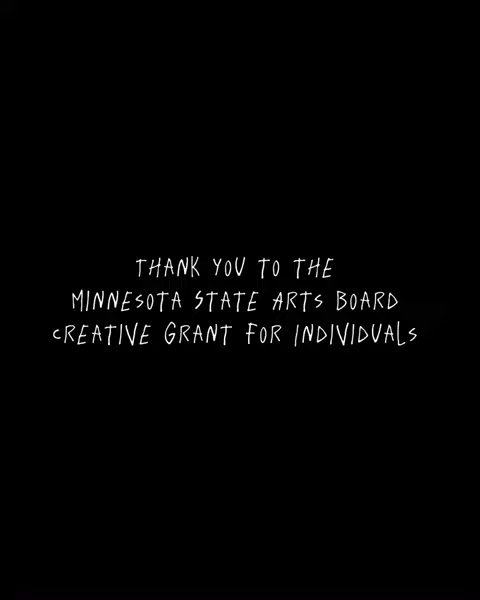 THANK YOU TO THE
MINNESOTA STATE ARTS BOARD
CREATIVE GRANT FOR INDIVIDUALS